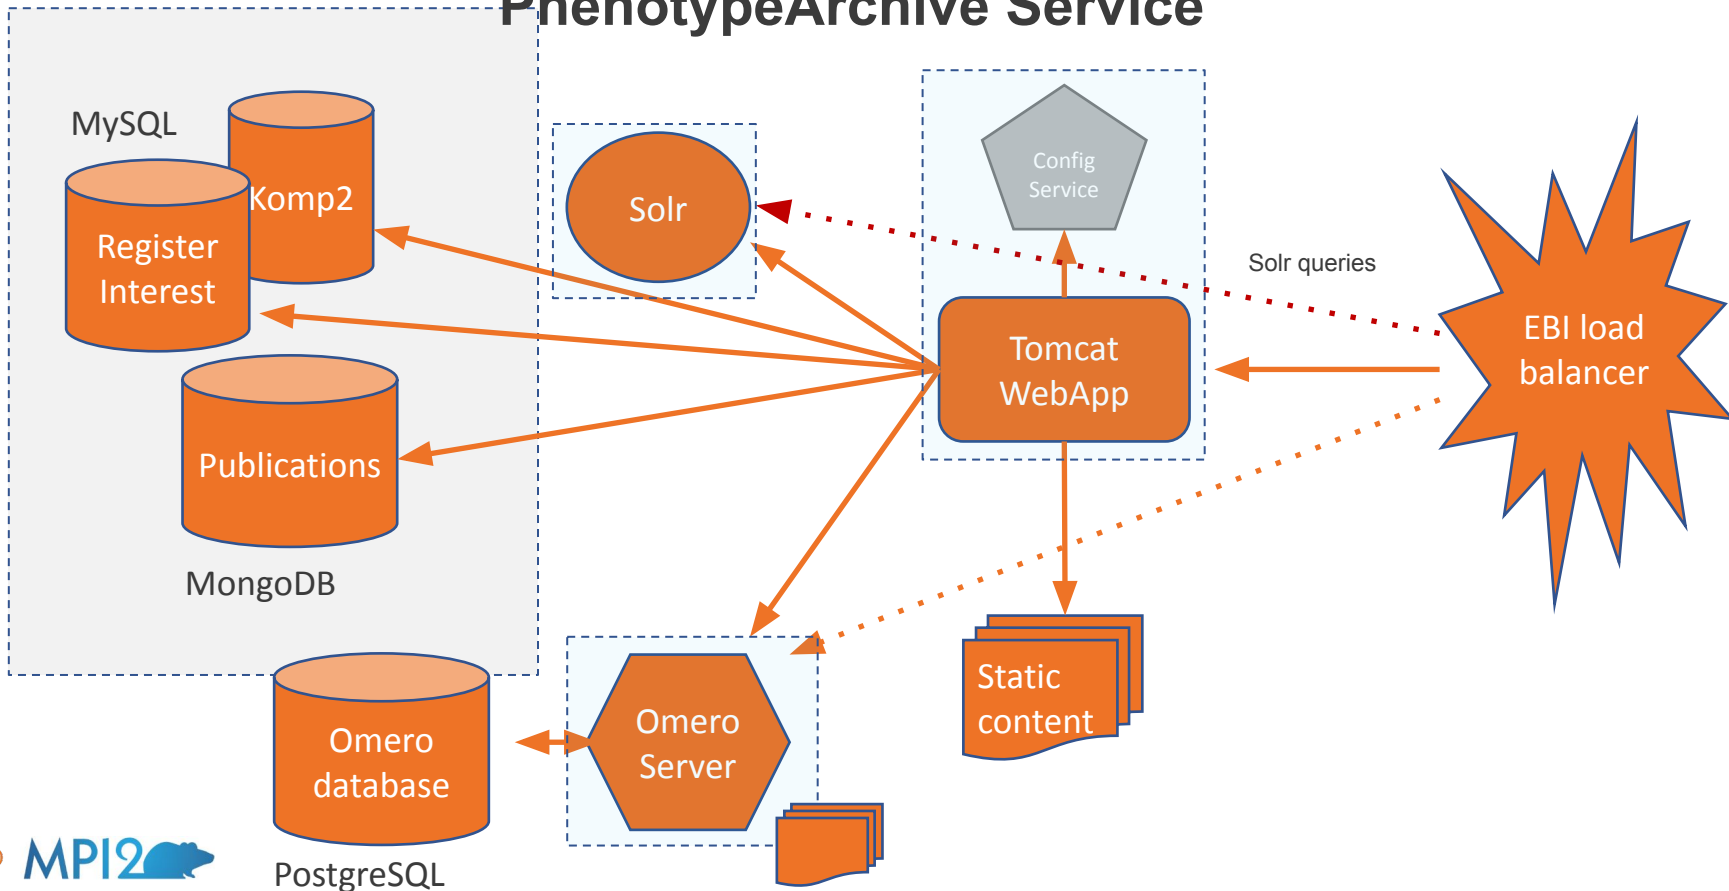 PhenotypeArchive Service
MySQL
Komp2
Register
Interest
Publications
MongoDB
Solr
Config
Service
Tomcat
WebApp
Solr queries
EBI load
balancer
Static
content
Omero
Server
Omero
database
PostgreSQL
MPI2